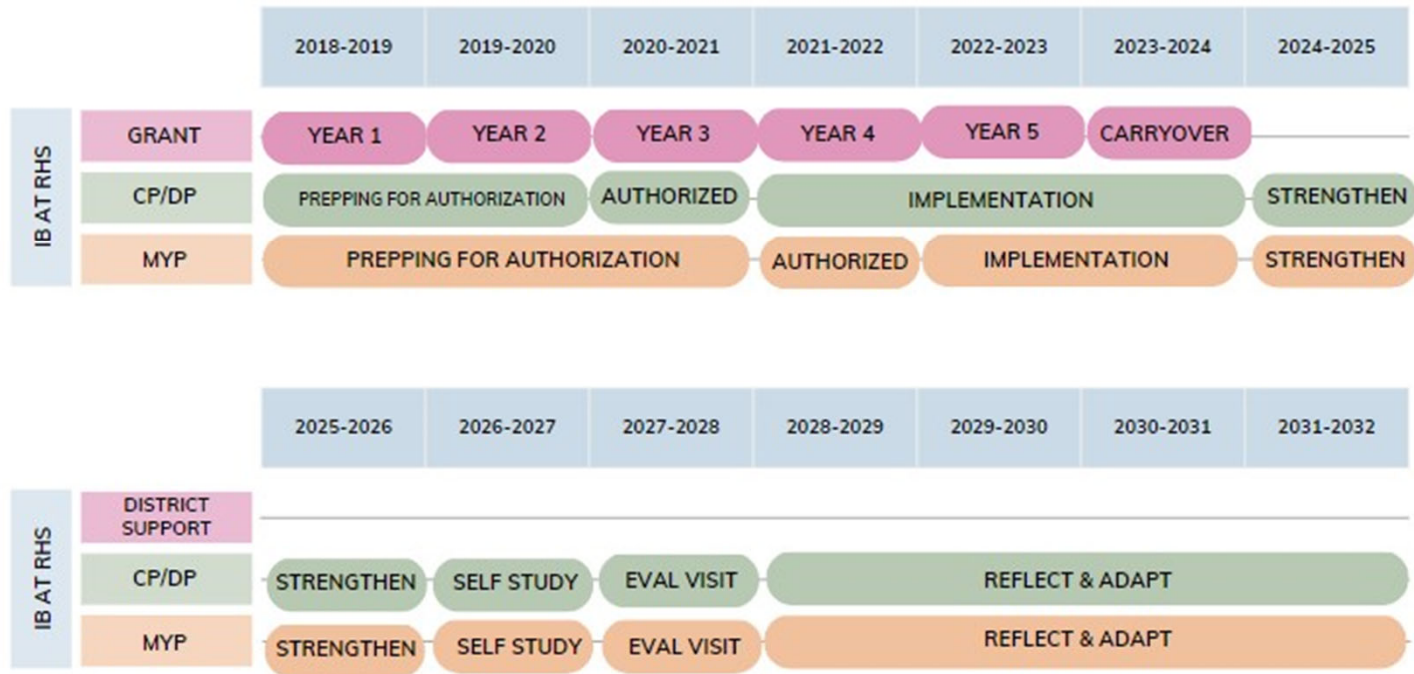 2018-2019 2019-2020 2020-2021 2021-2022 2022-2023 2023-2024 2024-2025
IB AT RHS
GRANT YEAR 1 YEAR 2 YEAR 3 YEAR 4 YEAR 5 CARRYOVER
CP/DP PREPPING FOR AUTHORIZATION AUTHORIZED IMPLEMENTATION STRENGTHEN
MYP PREPPING FOR AUTHORIZATION AUTHORIZED IMPLEMENTATION STRENGTHEN
2025-2026 2026-2027 2027-2028 2028-2029 2029-2030 2030-2031 2031-2032
IB AT RHS
DISTRICT
SUPPORT
CP/DP STRENGTHEN SELF STUDY EVAL VISIT REFLECT & ADAPT
MYP STRENGTHEN SELF STUDY EVAL VISIT REFLECT & ADAPT